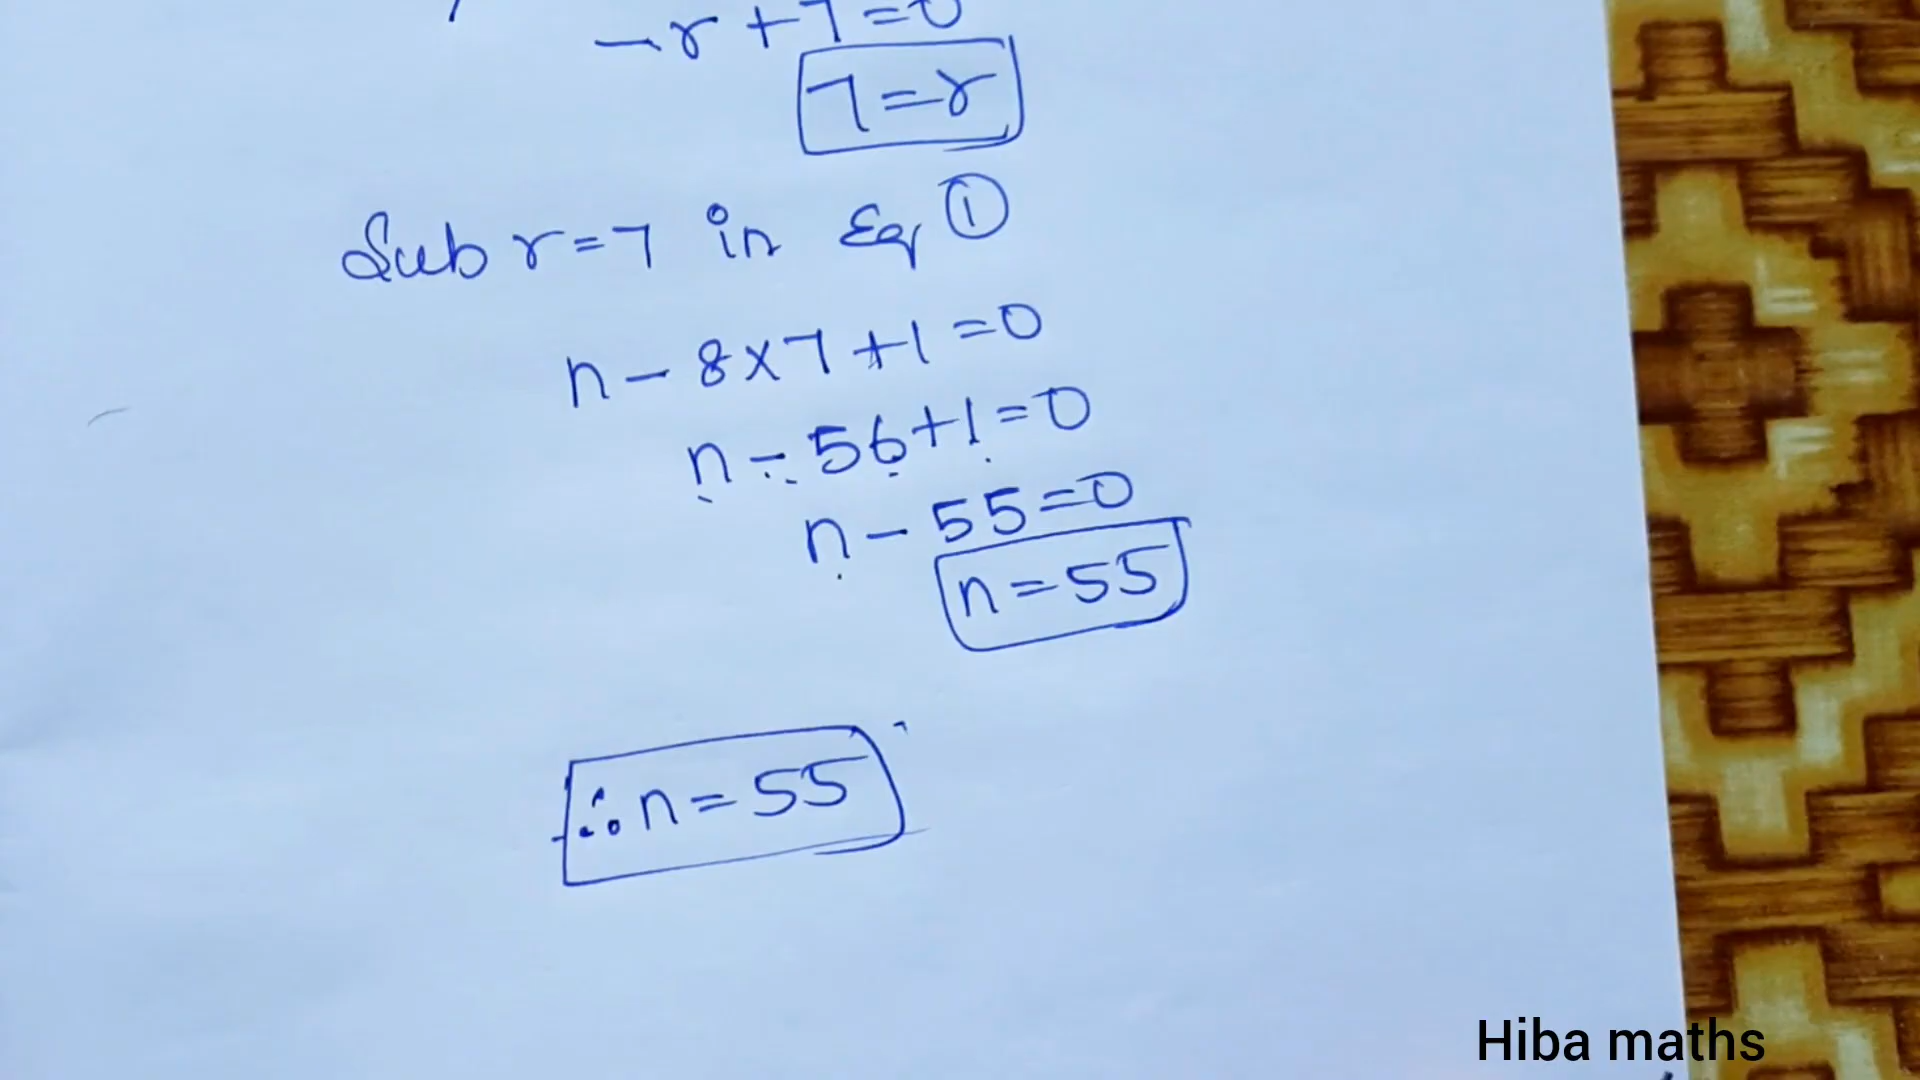 -r+7=0
7=r
Sub r=7 in Eq ①
n-8×7+1=0
n-56+1=0
n-55=0
n=55
∴n=55
Hiba maths